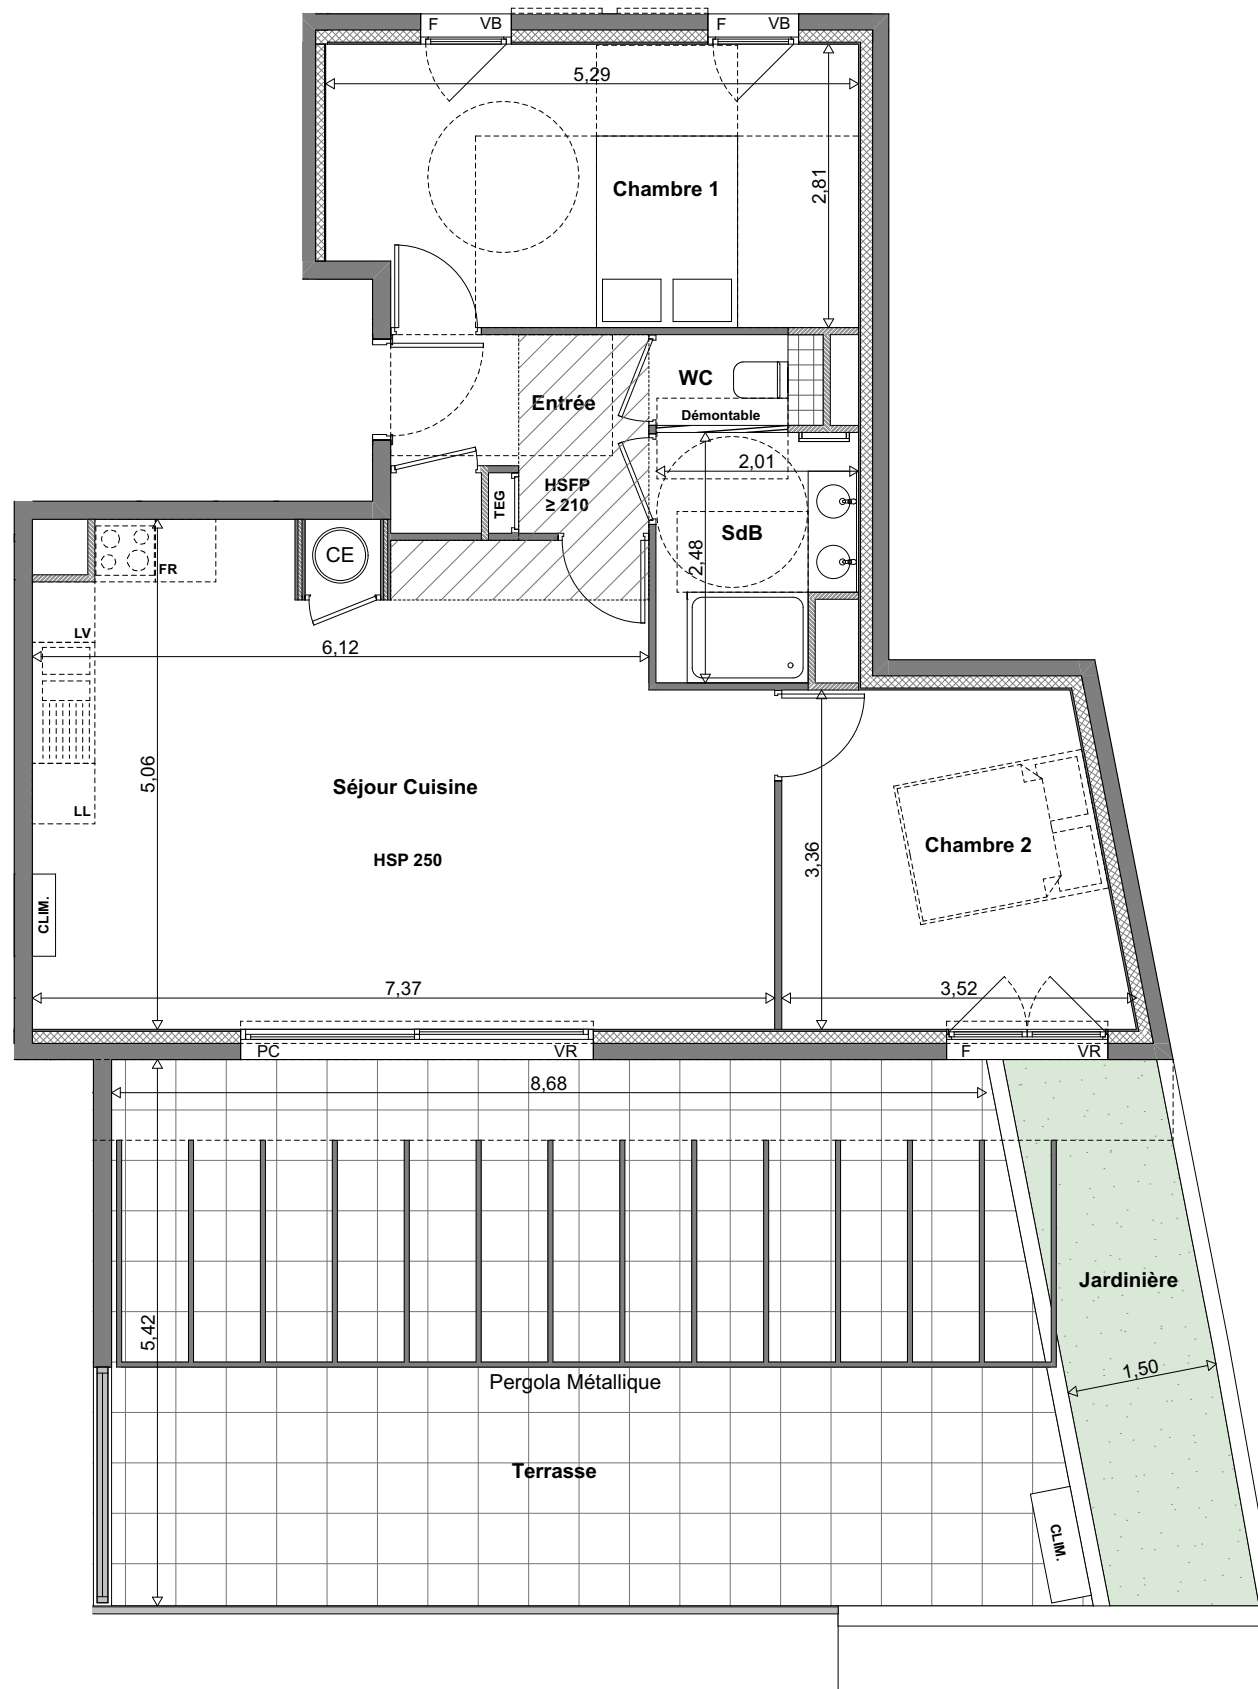 F VB F VB
5,29
2,81
Chambre 1
WC
Entrée
Démontable
2,01
HSFP
≥ 210
TEG
SdB
2,48
CE
FR
LV
6,12
5,06
Séjour Cuisine
LL
HSP 250
3,36
Chambre 2
CLIM.
7,37
3,52
PC VR F VR
8,68
Jardinière
5,42
1,50
Pergola Métallique
Terrasse
CLIM.